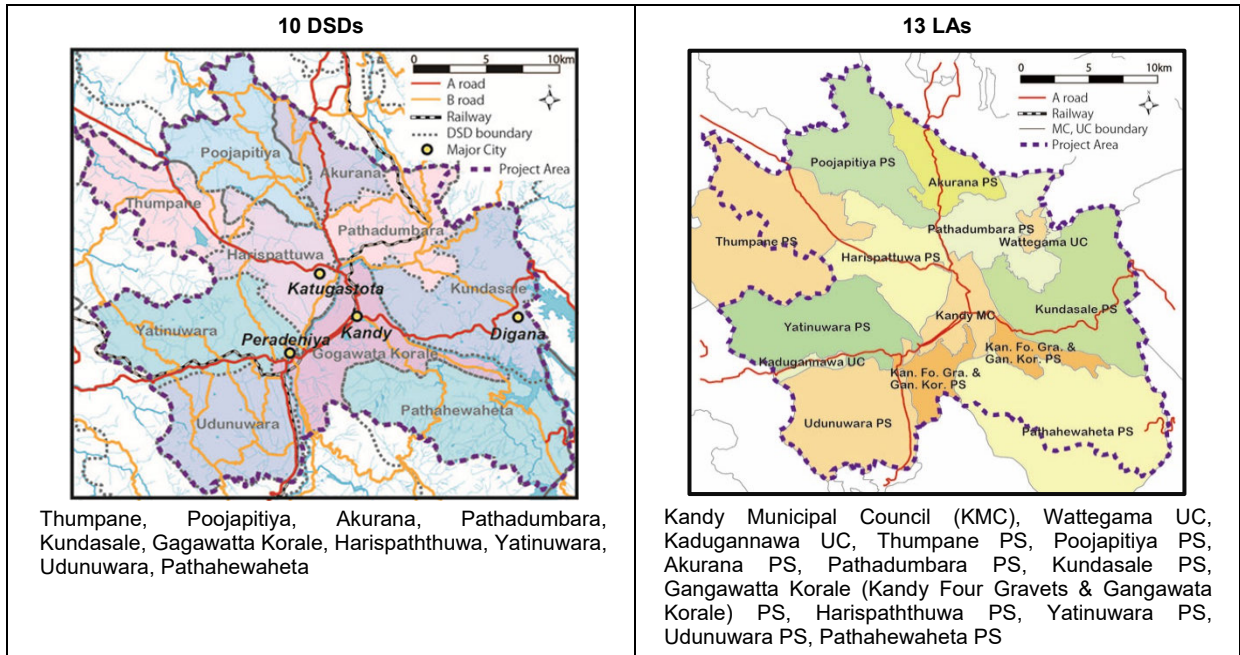 10 DSDs
0 5 10km
A road
B road
Railway
DSD boundary
Major City
Project Area
Poojapitiya
Akurana
Thumpane
Pathadumbara
Harispattuwa
Katugastota
Kundasale
Yatinuwara
Peradeniya
Kandy
Digana
Gogawata Korale
Pathahewaheta
Udunuwara
Thumpane, Poojapitiya, Akurana, Pathadumbara,
Kundasale, Gagawatta Korale, Harispaththuwa, Yatinuwara,
Udunuwara, Pathahewaheta
13 LAs
0 5 10km
A road
Railway
MC, UC boundary
Project Area
Poojapitiya PS
Akurana PS
Pathadumbara PS
Wattegama UC
Thumpane PS
Harispattuwa PS
Kundasale PS
Kandy MC
Yatinuwara PS
Kan. Fo. Gra. &
Gan. Kor. PS
Kadugannawa UC
Kan. Fo. Gra. &
Gan. Kor. PS
Udunuwara PS
Pathahewaheta PS
Kandy Municipal Council (KMC), Wattegama UC,
Kadugannawa UC, Thumpane PS, Poojapitiya PS,
Akurana PS, Pathadumbara PS, Kundasale PS,
Gangawatta Korale (Kandy Four Gravets & Gangawata
Korale) PS, Harispaththuwa PS, Yatinuwara PS,
Udunuwara PS, Pathahewaheta PS